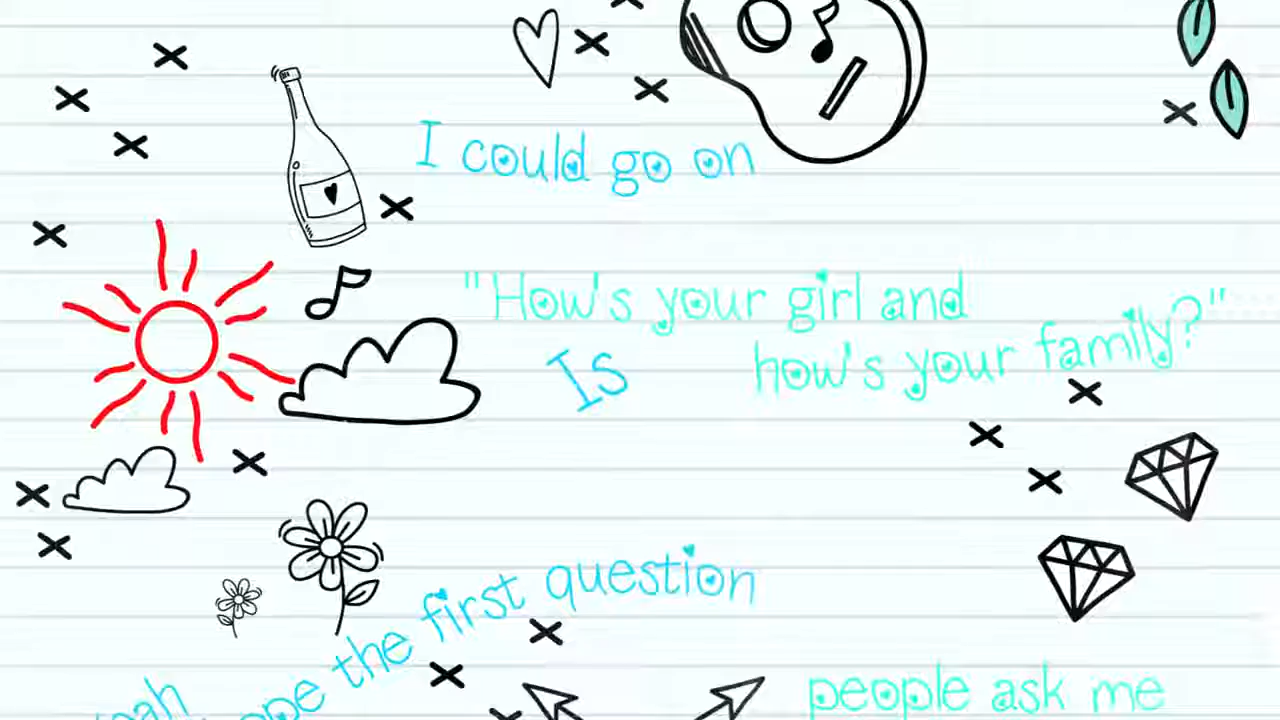 I could go on
"How's your girl and
Is
how's your family?"
the first question
people ask me